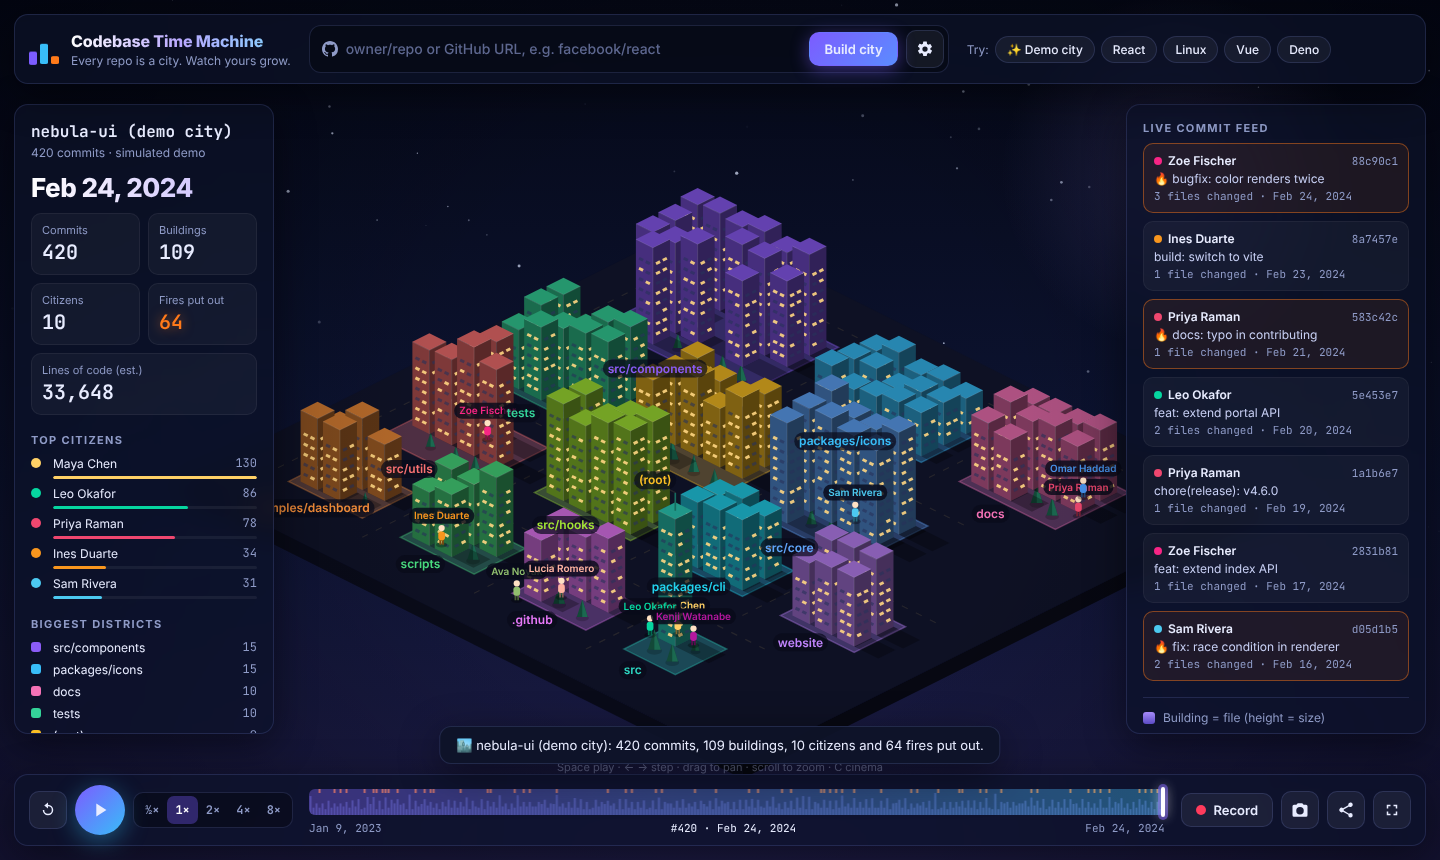 Codebase Time Machine
Every repo is a city. Watch yours grow.
owner/repo or GitHub URL, e.g. facebook/react
Build city
Try:
✨ Demo city
React
Linux
Vue
Deno
nebula-ui (demo city)
420 commits · simulated demo
Feb 24, 2024
Commits
420
Buildings
109
Citizens
10
Fires put out
64
Lines of code (est.)
33,648
TOP CITIZENS
Maya Chen 130
Leo Okafor 86
Priya Raman 78
Ines Duarte 34
Sam Rivera 31
BIGGEST DISTRICTS
src/components 15
packages/icons 15
docs 10
tests 10
src/components
Zoe Fisch
tests
packages/icons
src/utils
(root)
Omar Haddad
Priya Raman
Sam Rivera
nples/dashboard
Ines Duarte
docs
src/hooks
src/core
scripts
Ava No
Lucia Romero
packages/cli
Leo Okafor
Chen
Kenji Watanabe
.github
website
src
LIVE COMMIT FEED
Zoe Fischer 88c90c1
🔥 bugfix: color renders twice
3 files changed · Feb 24, 2024
Ines Duarte 8a7457e
build: switch to vite
1 file changed · Feb 23, 2024
Priya Raman 583c42c
🔥 docs: typo in contributing
1 file changed · Feb 21, 2024
Leo Okafor 5e453e7
feat: extend portal API
2 files changed · Feb 20, 2024
Priya Raman 1a1b6e7
chore(release): v4.6.0
1 file changed · Feb 19, 2024
Zoe Fischer 2831b81
feat: extend index API
1 file changed · Feb 17, 2024
Sam Rivera d05d1b5
🔥 fix: race condition in renderer
2 files changed · Feb 16, 2024
Building = file (height = size)
🏙️ nebula-ui (demo city): 420 commits, 109 buildings, 10 citizens and 64 fires put out.
Space play · ← → step · drag to pan · scroll to zoom · C cinema
½× 1× 2× 4× 8×
Jan 9, 2023
#420 · Feb 24, 2024
Feb 24, 2024
Record